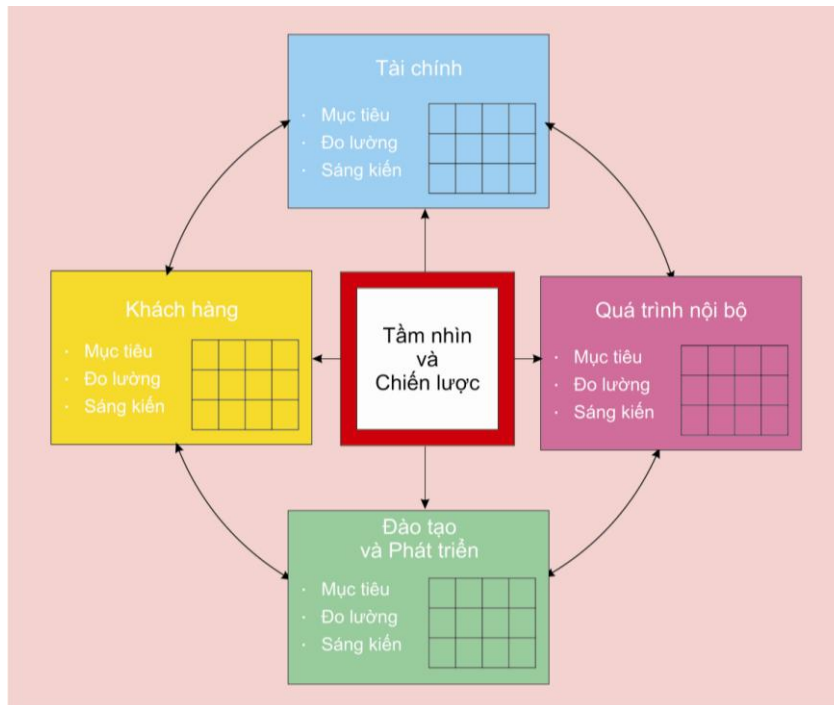 Tài chính
· Mục tiêu
· Đo lường
· Sáng kiến
Khách hàng
· Mục tiêu
· Đo lường
· Sáng kiến
Tầm nhìn
và
Chiến lược
Quá trình nội bộ
· Mục tiêu
· Đo lường
· Sáng kiến
Đào tạo
và Phát triển
· Mục tiêu
· Đo lường
· Sáng kiến